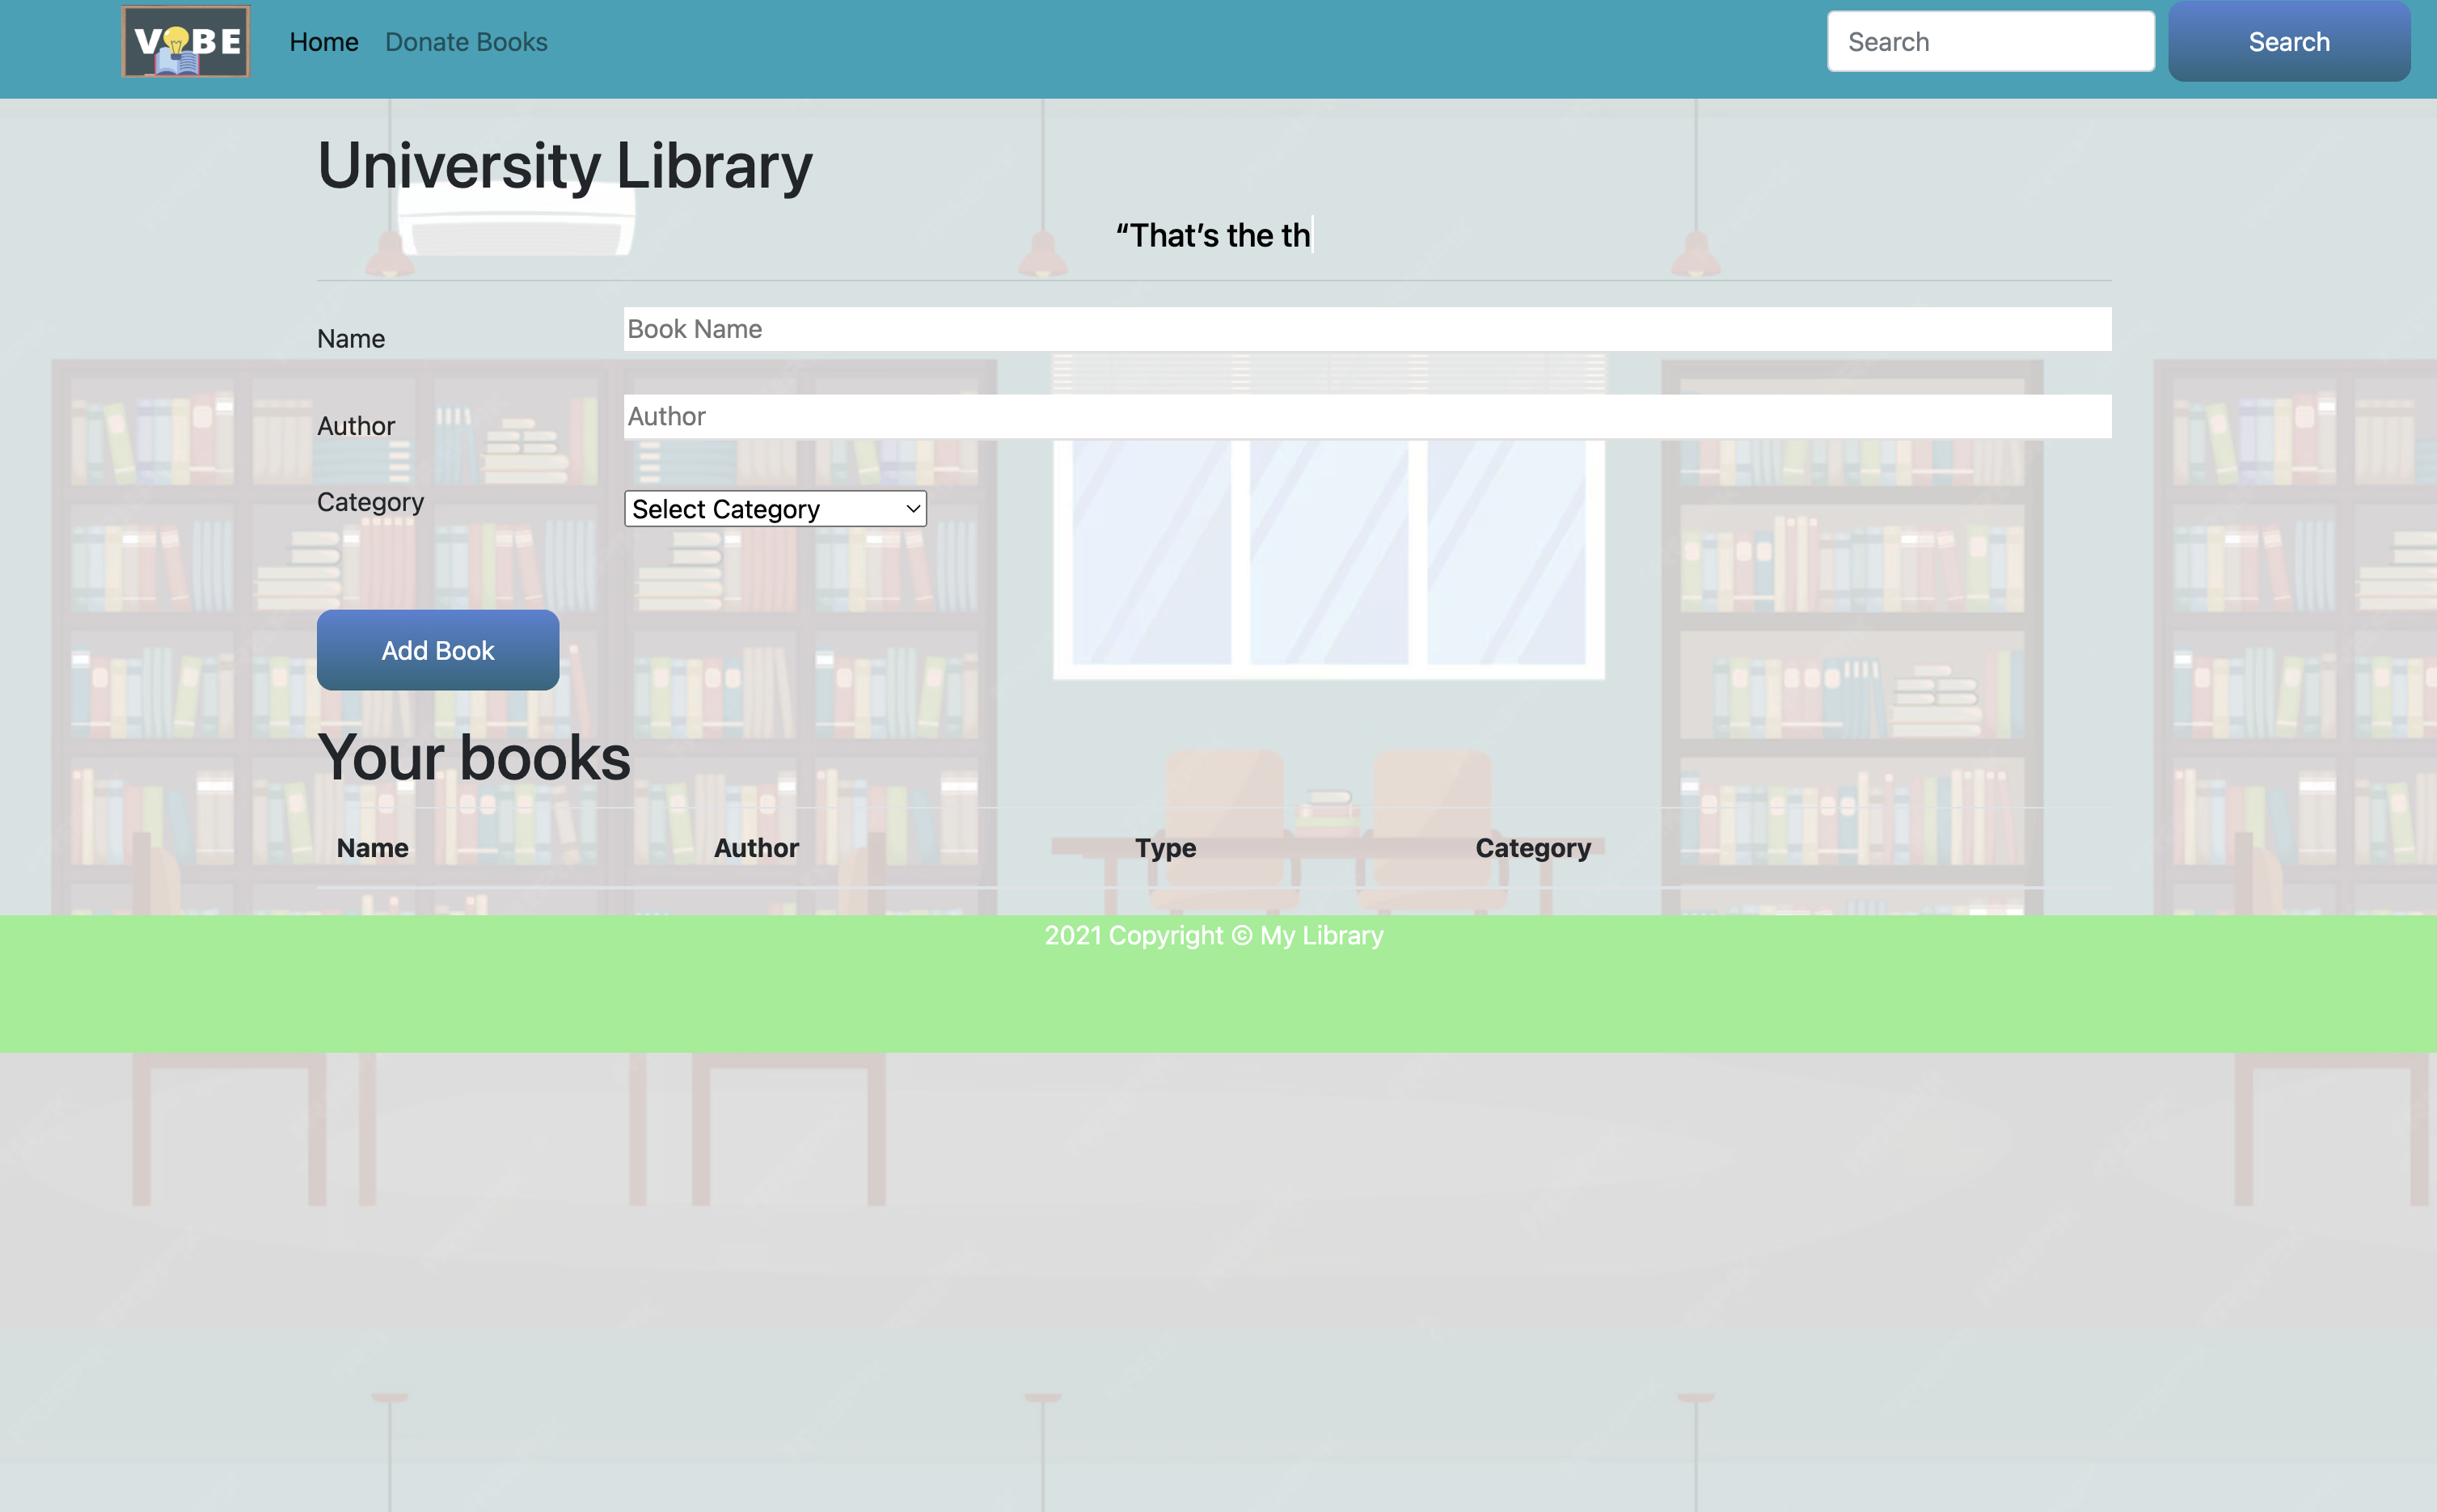 VOBE Home Donate Books Search Search
University Library
“That’s the th
Name Book Name
Author Author
Category Select Category
Add Book
Your books
Name Author Type Category
2021 Copyright © My Library